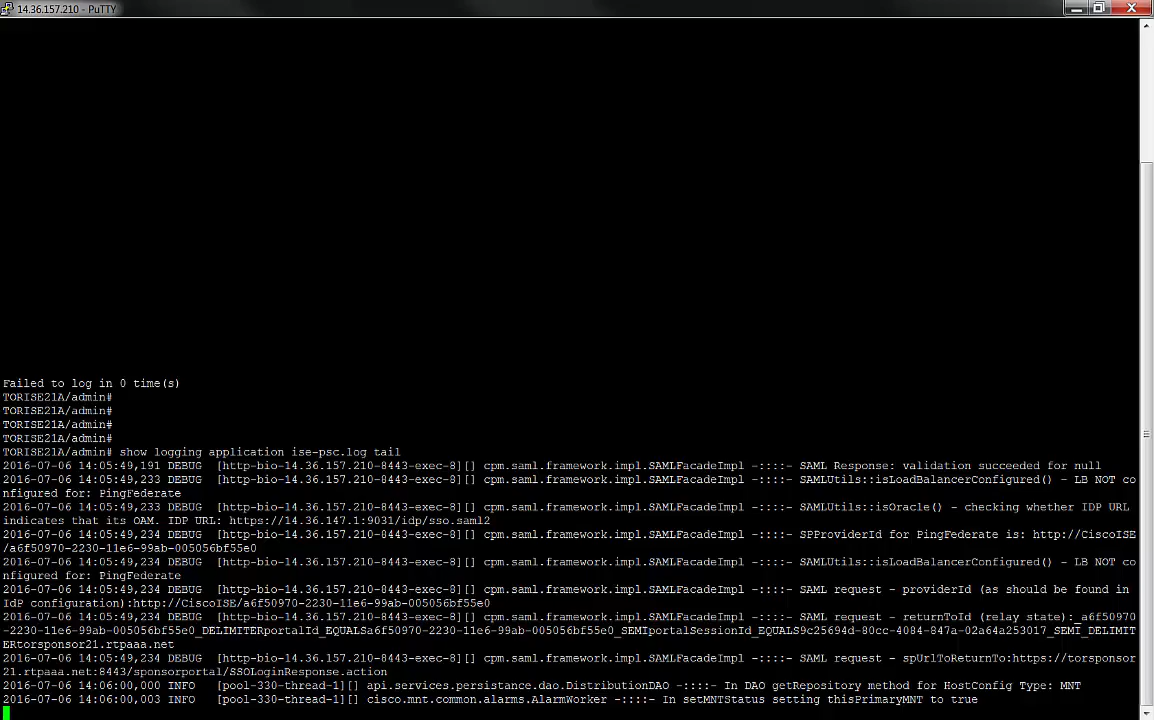 14.36.157.210 - PuTTY
Failed to log in 0 time(s)
TORISE21A/admin#
TORISE21A/admin#
TORISE21A/admin#
TORISE21A/admin#
TORISE21A/admin# show logging application ise-psc.log tail
2016-07-06 14:05:49,191 DEBUG  [http-bio-14.36.157.210-8443-exec-8][] cpm.saml.framework.impl.SAMLFacadeImpl -::::- SAML Response: validation succeeded for null
2016-07-06 14:05:49,233 DEBUG  [http-bio-14.36.157.210-8443-exec-8][] cpm.saml.framework.impl.SAMLFacadeImpl -::::- SAMLUtils::isLoadBalancerConfigured() - LB NOT co
nfigured for: PingFederate
2016-07-06 14:05:49,233 DEBUG  [http-bio-14.36.157.210-8443-exec-8][] cpm.saml.framework.impl.SAMLFacadeImpl -::::- SAMLUtils::isOracle() - checking whether IDP URL
indicates that its OAM. IDP URL: https://14.36.147.1:9031/idp/sso.saml2
2016-07-06 14:05:49,234 DEBUG  [http-bio-14.36.157.210-8443-exec-8][] cpm.saml.framework.impl.SAMLFacadeImpl -::::- SPProviderId for PingFederate is: http://CiscoISE
/a6f50970-2230-11e6-99ab-005056bf55e0
2016-07-06 14:05:49,234 DEBUG  [http-bio-14.36.157.210-8443-exec-8][] cpm.saml.framework.impl.SAMLFacadeImpl -::::- SAMLUtils::isLoadBalancerConfigured() - LB NOT co
nfigured for: PingFederate
2016-07-06 14:05:49,234 DEBUG  [http-bio-14.36.157.210-8443-exec-8][] cpm.saml.framework.impl.SAMLFacadeImpl -::::- SAML request - providerId (as should be found in
IdP configuration):http://CiscoISE/a6f50970-2230-11e6-99ab-005056bf55e0
2016-07-06 14:05:49,234 DEBUG  [http-bio-14.36.157.210-8443-exec-8][] cpm.saml.framework.impl.SAMLFacadeImpl -::::- SAML request - returnToId (relay state):_a6f50970
-2230-11e6-99ab-005056bf55e0_DELIMITERportalId_EQUALSa6f50970-2230-11e6-99ab-005056bf55e0_SEMIportalSessionId_EQUALS9c25694d-80cc-4084-847a-02a64a253017_SEMI_DELIMIT
ERtorsponsor21.rtpaaa.net
2016-07-06 14:05:49,234 DEBUG  [http-bio-14.36.157.210-8443-exec-8][] cpm.saml.framework.impl.SAMLFacadeImpl -::::- SAML request - spUrlToReturnTo:https://torsponsor
21.rtpaaa.net:8443/sponsorportal/SSOLoginResponse.action
2016-07-06 14:06:00,000 INFO   [pool-330-thread-1][] api.services.persistance.dao.DistributionDAO -::::- In DAO getRepository method for HostConfig Type: MNT
2016-07-06 14:06:00,003 INFO   [pool-330-thread-1][] cisco.mnt.common.alarms.AlarmWorker -::::- In setMNTStatus setting thisPrimaryMNT to true